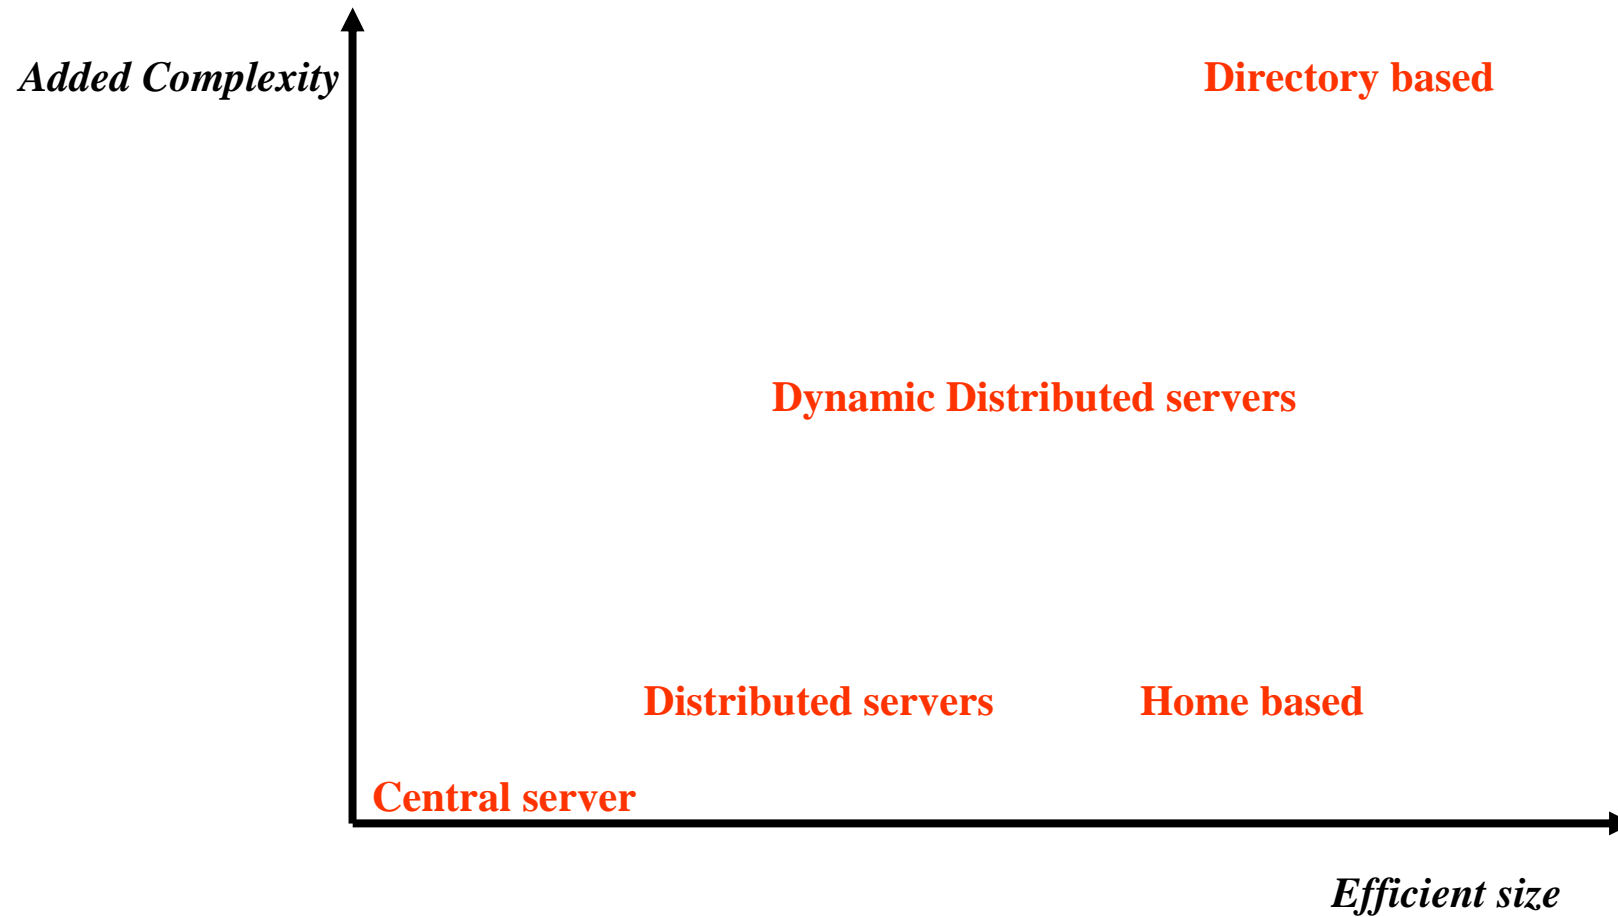 Added Complexity
Directory based
Dynamic Distributed servers
Distributed servers
Home based
Central server
Efficient size